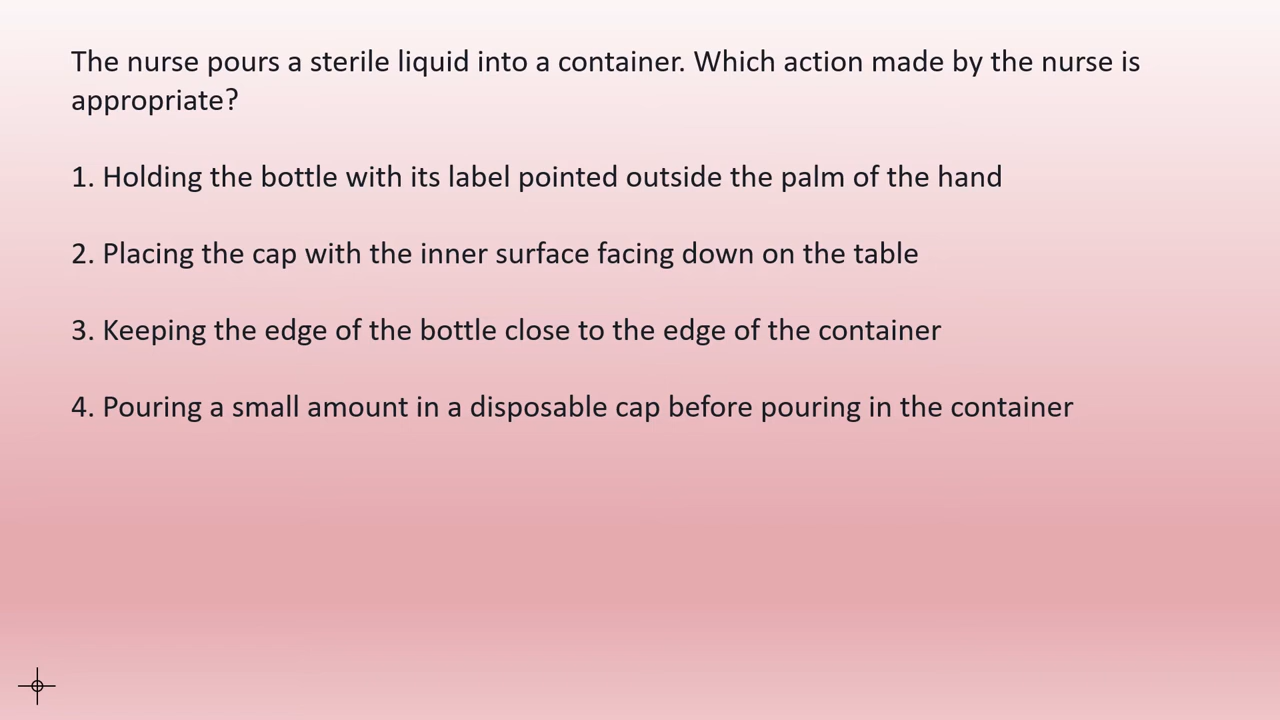 The nurse pours a sterile liquid into a container. Which action made by the nurse is
appropriate?
1. Holding the bottle with its label pointed outside the palm of the hand
2. Placing the cap with the inner surface facing down on the table
3. Keeping the edge of the bottle close to the edge of the container
4. Pouring a small amount in a disposable cap before pouring in the container